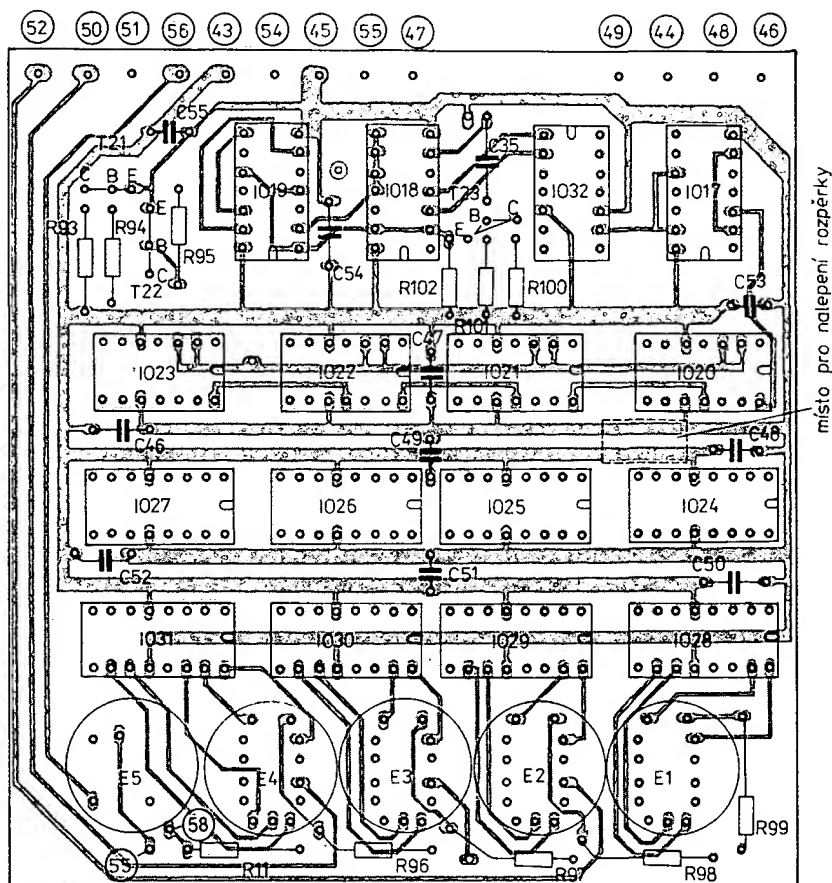 52 50 51 56 43 54 45 55 47 49 44 48 46
T21 C55
IO19 IO18 C35 IO32 IO17
C B E T23
E B C
R93 R94 B R95 E
C C54 R102 R100 C53
T22 R101
C47
IO23 IO22 IO21 IO20
C46 C49 C48
IO27 IO26 IO25 IO24
C52 C51 C50
IO31 IO30 IO29 IO28
E5 E4 E3 E2 E1
58 R99
R11 R96 R97 R98
místo pro nalepení rozpěrky